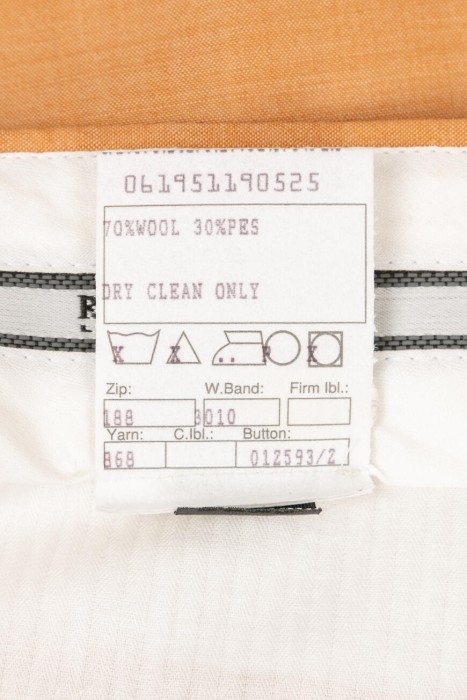 061951190525
70%WOOL 30%PES
DRY CLEAN ONLY
X X P X
Zip: W.Band: Firm lbl.:
188 3010
Yarn: C.lbl.: Button:
868 012593/2